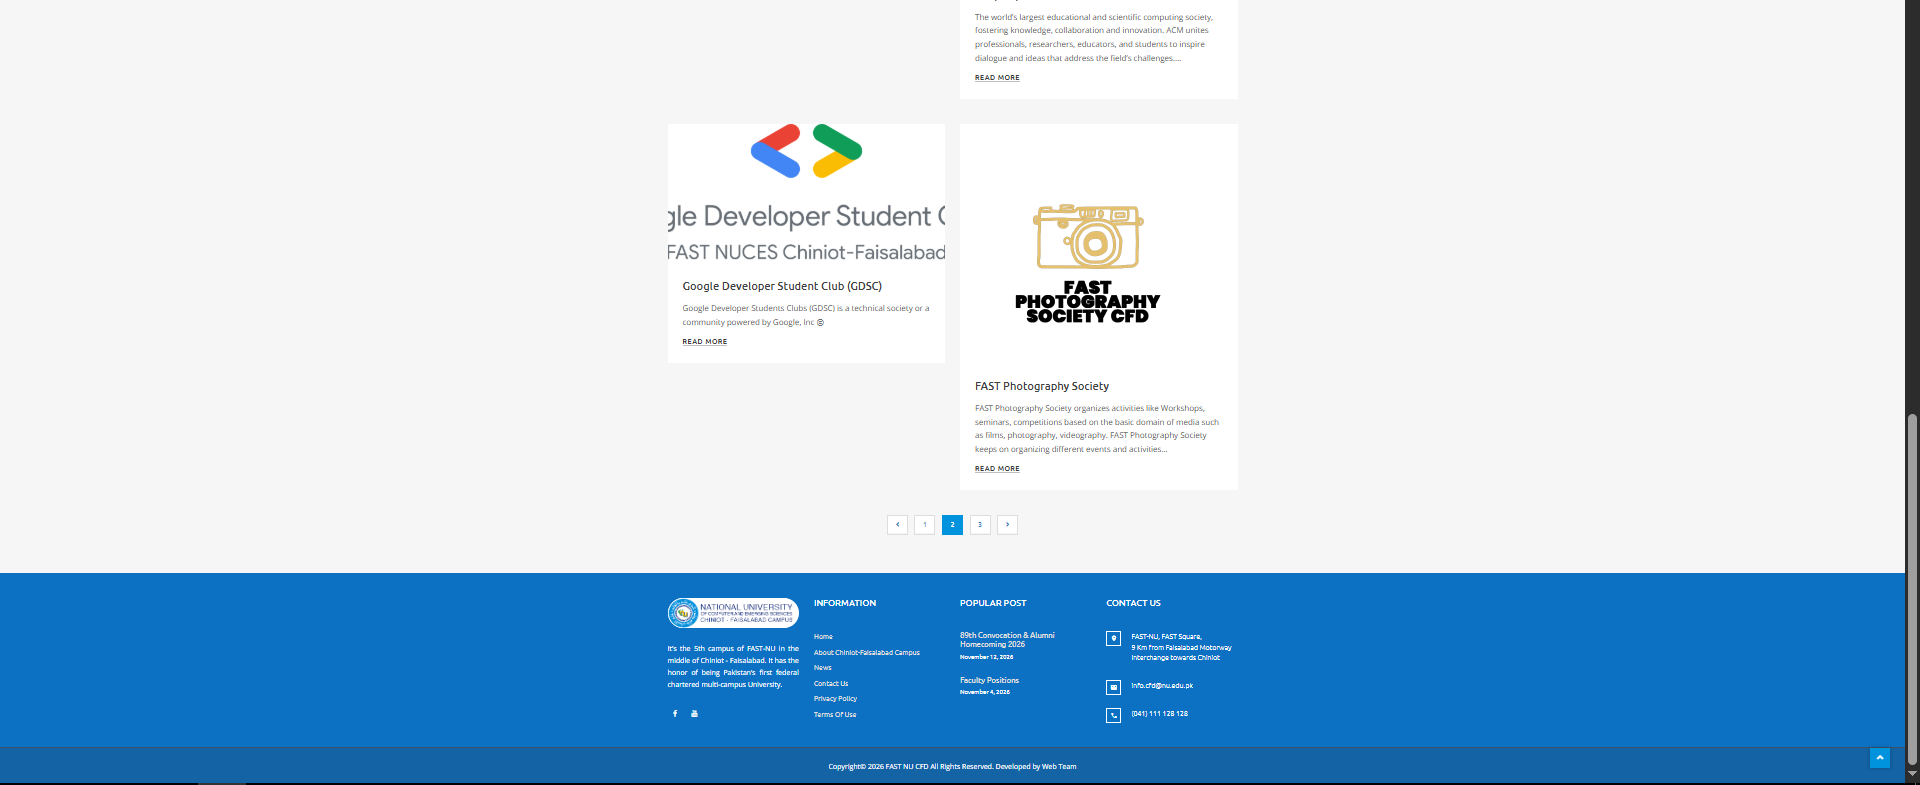 The world's largest educational and scientific computing society,
fostering knowledge, collaboration and innovation. ACM unites
professionals, researchers, educators, and students to inspire
dialogue and ideas that address the field's challenges....
READ MORE
gle Developer Student C
FAST NUCES Chiniot-Faisalabad
Google Developer Student Club (GDSC)
Google Developer Students Clubs (GDSC) is a technical society or a
community powered by Google, Inc ©
READ MORE
FAST
PHOTOGRAPHY
SOCIETY CFD
FAST Photography Society
FAST Photography Society organizes activities like Workshops,
seminars, competitions based on the basic domain of media such
as films, photography, videography. FAST Photography Society
keeps on organizing different events and activities...
READ MORE
‹ 1 2 3 ›
NATIONAL UNIVERSITY
OF COMPUTER AND EMERGING SCIENCES
CHINIOT - FAISALABAD CAMPUS
It's the 5th campus of FAST-NU in the
middle of Chiniot - Faisalabad. It has the
honor of being Pakistan's first federal
chartered multi-campus University.
INFORMATION
Home
About Chiniot-Faisalabad Campus
News
Contact Us
Privacy Policy
Terms Of Use
POPULAR POST
89th Convocation & Alumni
Homecoming 2026
November 12, 2026
Faculty Positions
November 4, 2026
CONTACT US
FAST-NU, FAST Square,
9 Km from Faisalabad Motorway
Interchange towards Chiniot
info.cfd@nu.edu.pk
(041) 111 128 128
Copyright© 2026 FAST NU CFD All Rights Reserved. Developed by Web Team